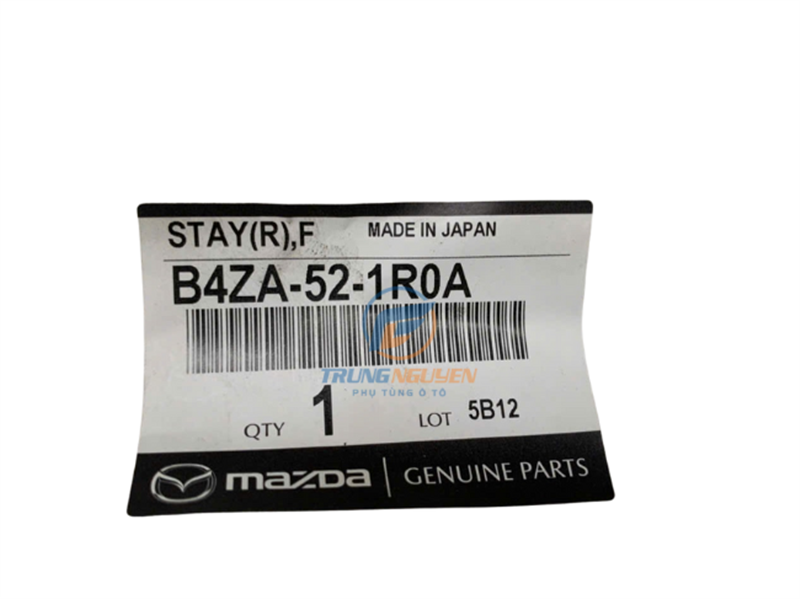 STAY(R),F MADE IN JAPAN
B4ZA-52-1R0A
TRUNG NGUYEN
PHỤ TÙNG Ô TÔ
QTY 1 LOT 5B12
mazda GENUINE PARTS